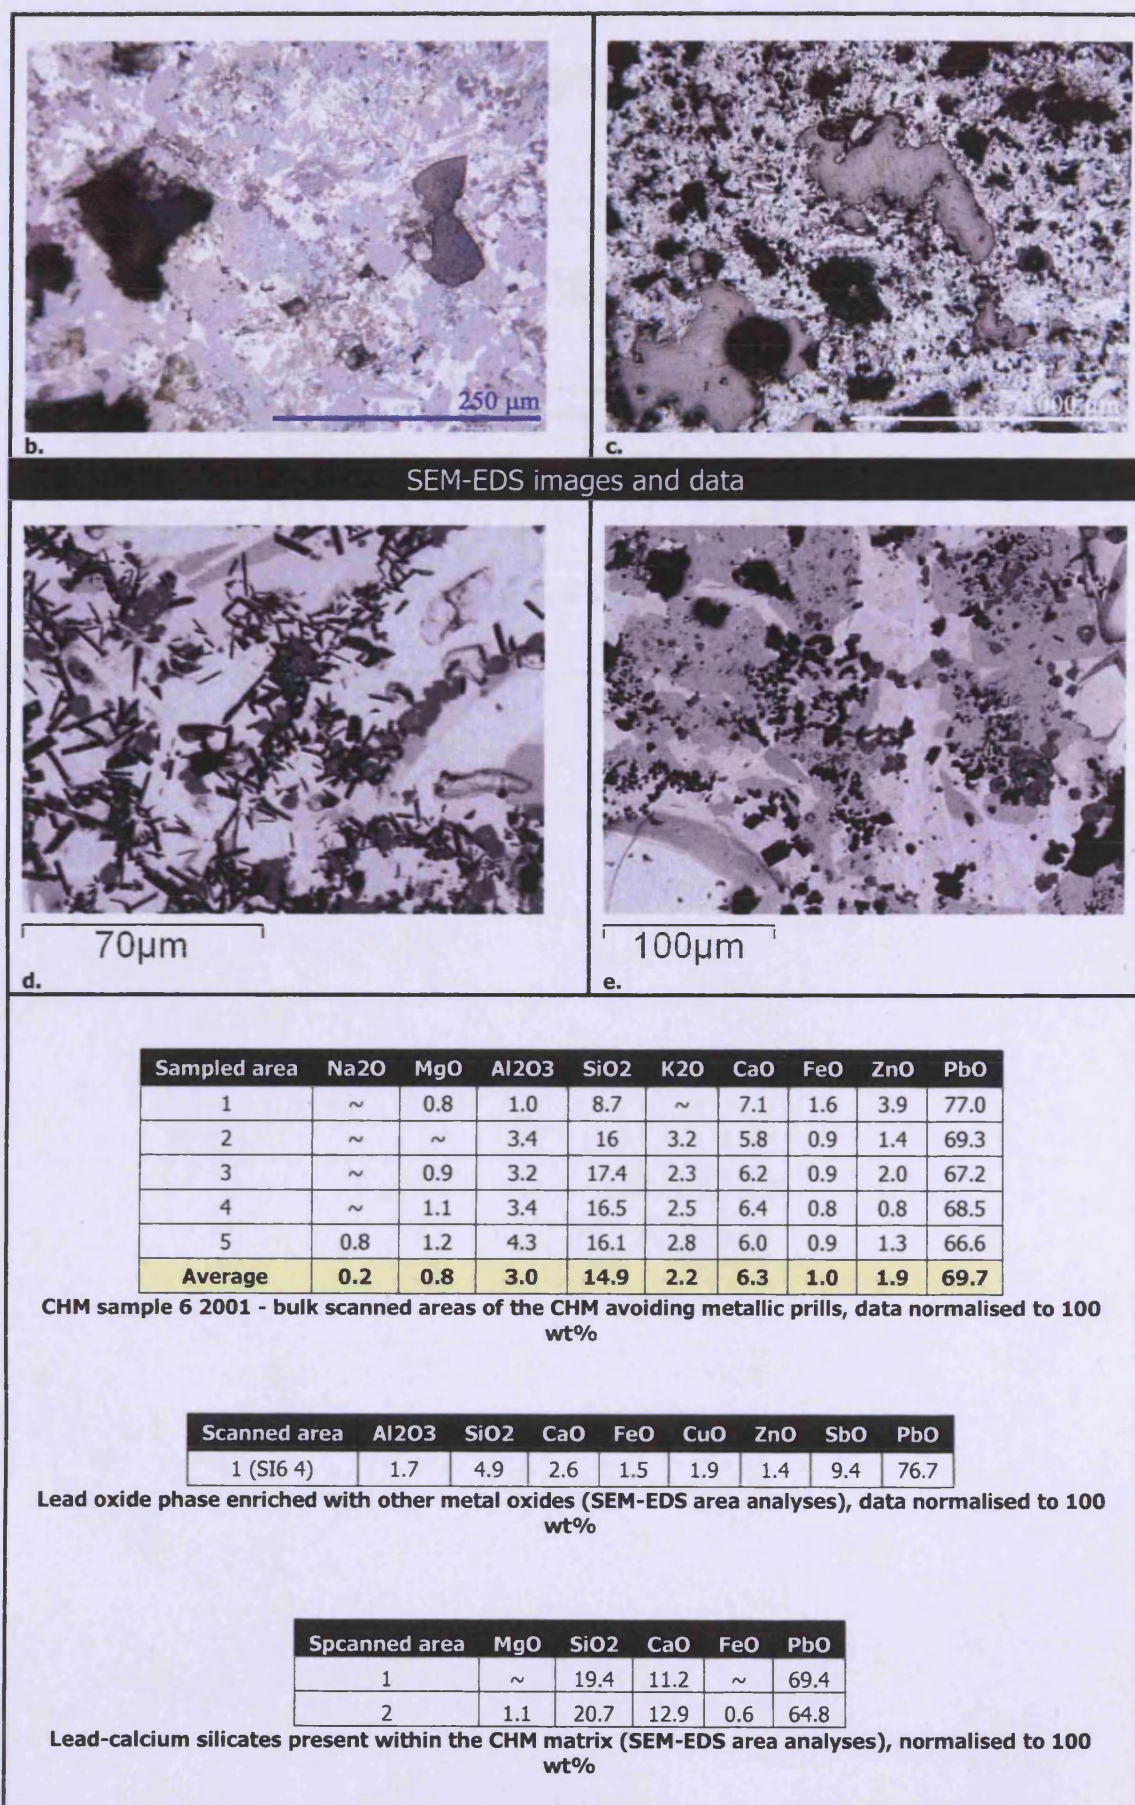 250 µm
b.
1000 µm
c.
SEM-EDS images and data
70µm
d.
100µm
e.
Sampled area Na2O MgO Al2O3 SiO2 K2O CaO FeO ZnO PbO
1 ~ 0.8 1.0 8.7 ~ 7.1 1.6 3.9 77.0
2 ~ ~ 3.4 16 3.2 5.8 0.9 1.4 69.3
3 ~ 0.9 3.2 17.4 2.3 6.2 0.9 2.0 67.2
4 ~ 1.1 3.4 16.5 2.5 6.4 0.8 0.8 68.5
5 0.8 1.2 4.3 16.1 2.8 6.0 0.9 1.3 66.6
Average 0.2 0.8 3.0 14.9 2.2 6.3 1.0 1.9 69.7
CHM sample 6 2001 - bulk scanned areas of the CHM avoiding metallic prills, data normalised to 100
wt%
Scanned area Al2O3 SiO2 CaO FeO CuO ZnO SbO PbO
1 (SI6 4) 1.7 4.9 2.6 1.5 1.9 1.4 9.4 76.7
Lead oxide phase enriched with other metal oxides (SEM-EDS area analyses), data normalised to 100
wt%
Spcanned area MgO SiO2 CaO FeO PbO
1 ~ 19.4 11.2 ~ 69.4
2 1.1 20.7 12.9 0.6 64.8
Lead-calcium silicates present within the CHM matrix (SEM-EDS area analyses), normalised to 100
wt%